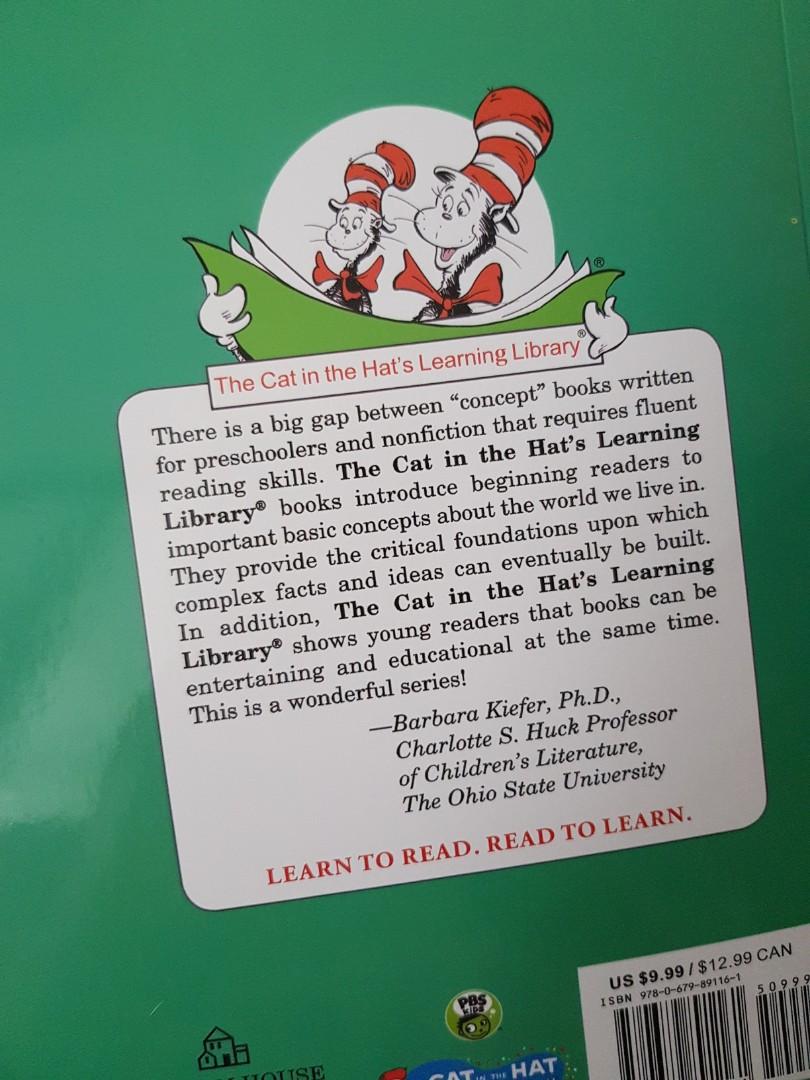 ®
The Cat in the Hat's Learning Library®
There is a big gap between “concept” books written
for preschoolers and nonfiction that requires fluent
reading skills. The Cat in the Hat's Learning
Library® books introduce beginning readers to
important basic concepts about the world we live in.
They provide the critical foundations upon which
complex facts and ideas can eventually be built.
In addition, The Cat in the Hat's Learning
Library® shows young readers that books can be
entertaining and educational at the same time.
This is a wonderful series!
—Barbara Kiefer, Ph.D.,
Charlotte S. Huck Professor
of Children's Literature,
The Ohio State University
LEARN TO READ. READ TO LEARN.
US $9.99 / $12.99 CAN
ISBN 978-0-679-89116-1
50999
PBS
KIDS
HOUSE
CAT IN THE HAT